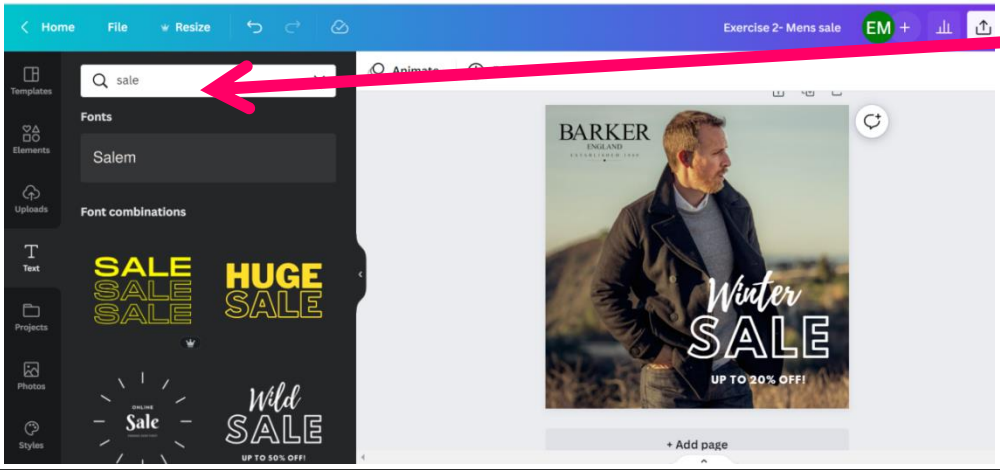 Home File Resize Exercise 2- Mens sale EM +
Templates
Elements
Uploads
Text
Projects
Photos
Styles
sale
Fonts
Salem
Font combinations
SALE
SALE
SALE
HUGE
SALE
ONLINE
Sale
Wild
SALE
UP TO 50% OFF!
Animate
BARKER
ENGLAND
Winter
SALE
UP TO 20% OFF!
+ Add page